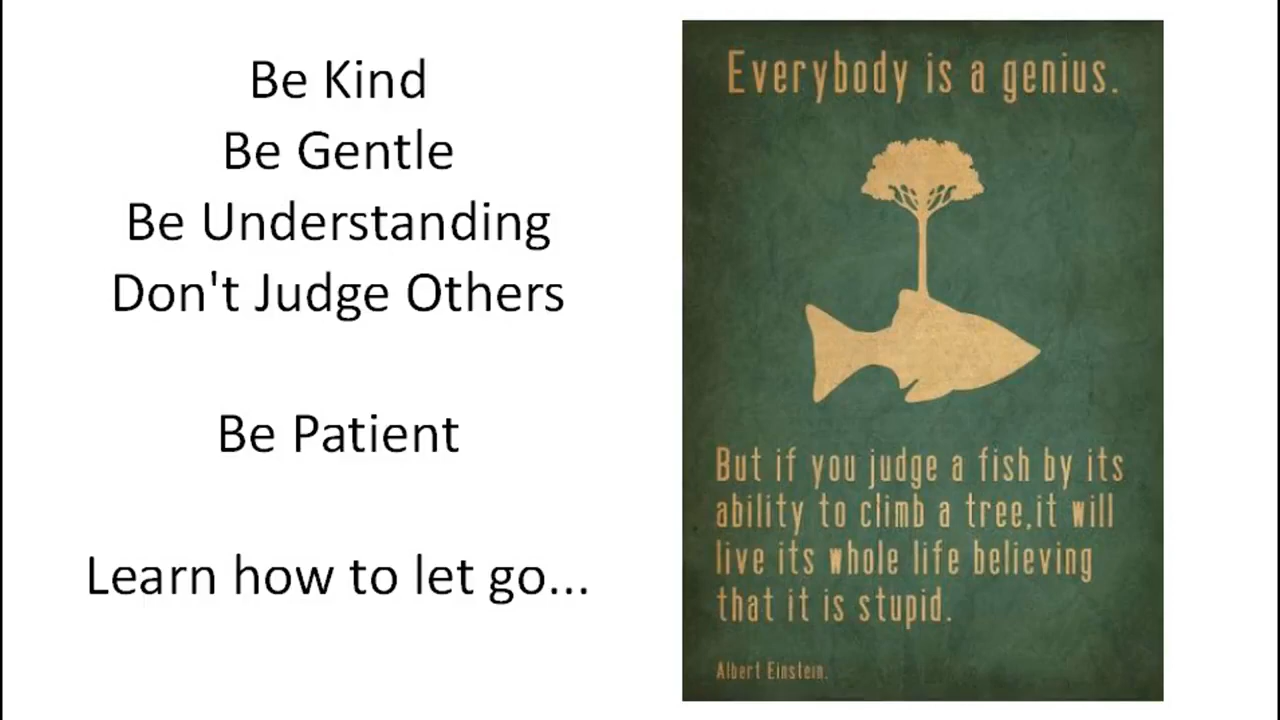 Be Kind
Be Gentle
Be Understanding
Don't Judge Others
Be Patient
Learn how to let go...
Everybody is a genius.
But if you judge a fish by its
ability to climb a tree,it will
live its whole life believing
that it is stupid.
Albert Einstein.